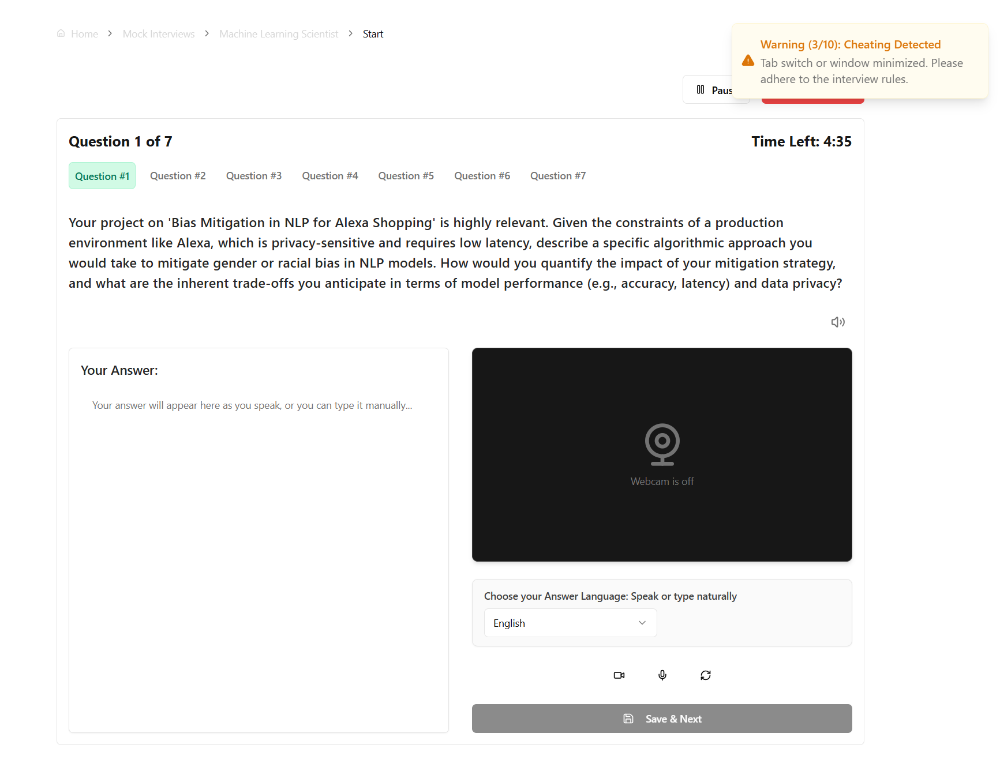 Home > Mock Interviews > Machine Learning Scientist > Start
Warning (3/10): Cheating Detected
Tab switch or window minimized. Please
adhere to the interview rules.
Paus
Question 1 of 7
Time Left: 4:35
Question #1 Question #2 Question #3 Question #4 Question #5 Question #6 Question #7
Your project on 'Bias Mitigation in NLP for Alexa Shopping' is highly relevant. Given the constraints of a production
environment like Alexa, which is privacy-sensitive and requires low latency, describe a specific algorithmic approach you
would take to mitigate gender or racial bias in NLP models. How would you quantify the impact of your mitigation strategy,
and what are the inherent trade-offs you anticipate in terms of model performance (e.g., accuracy, latency) and data privacy?
Your Answer:
Your answer will appear here as you speak, or you can type it manually...
Webcam is off
Choose your Answer Language: Speak or type naturally
English
Save & Next